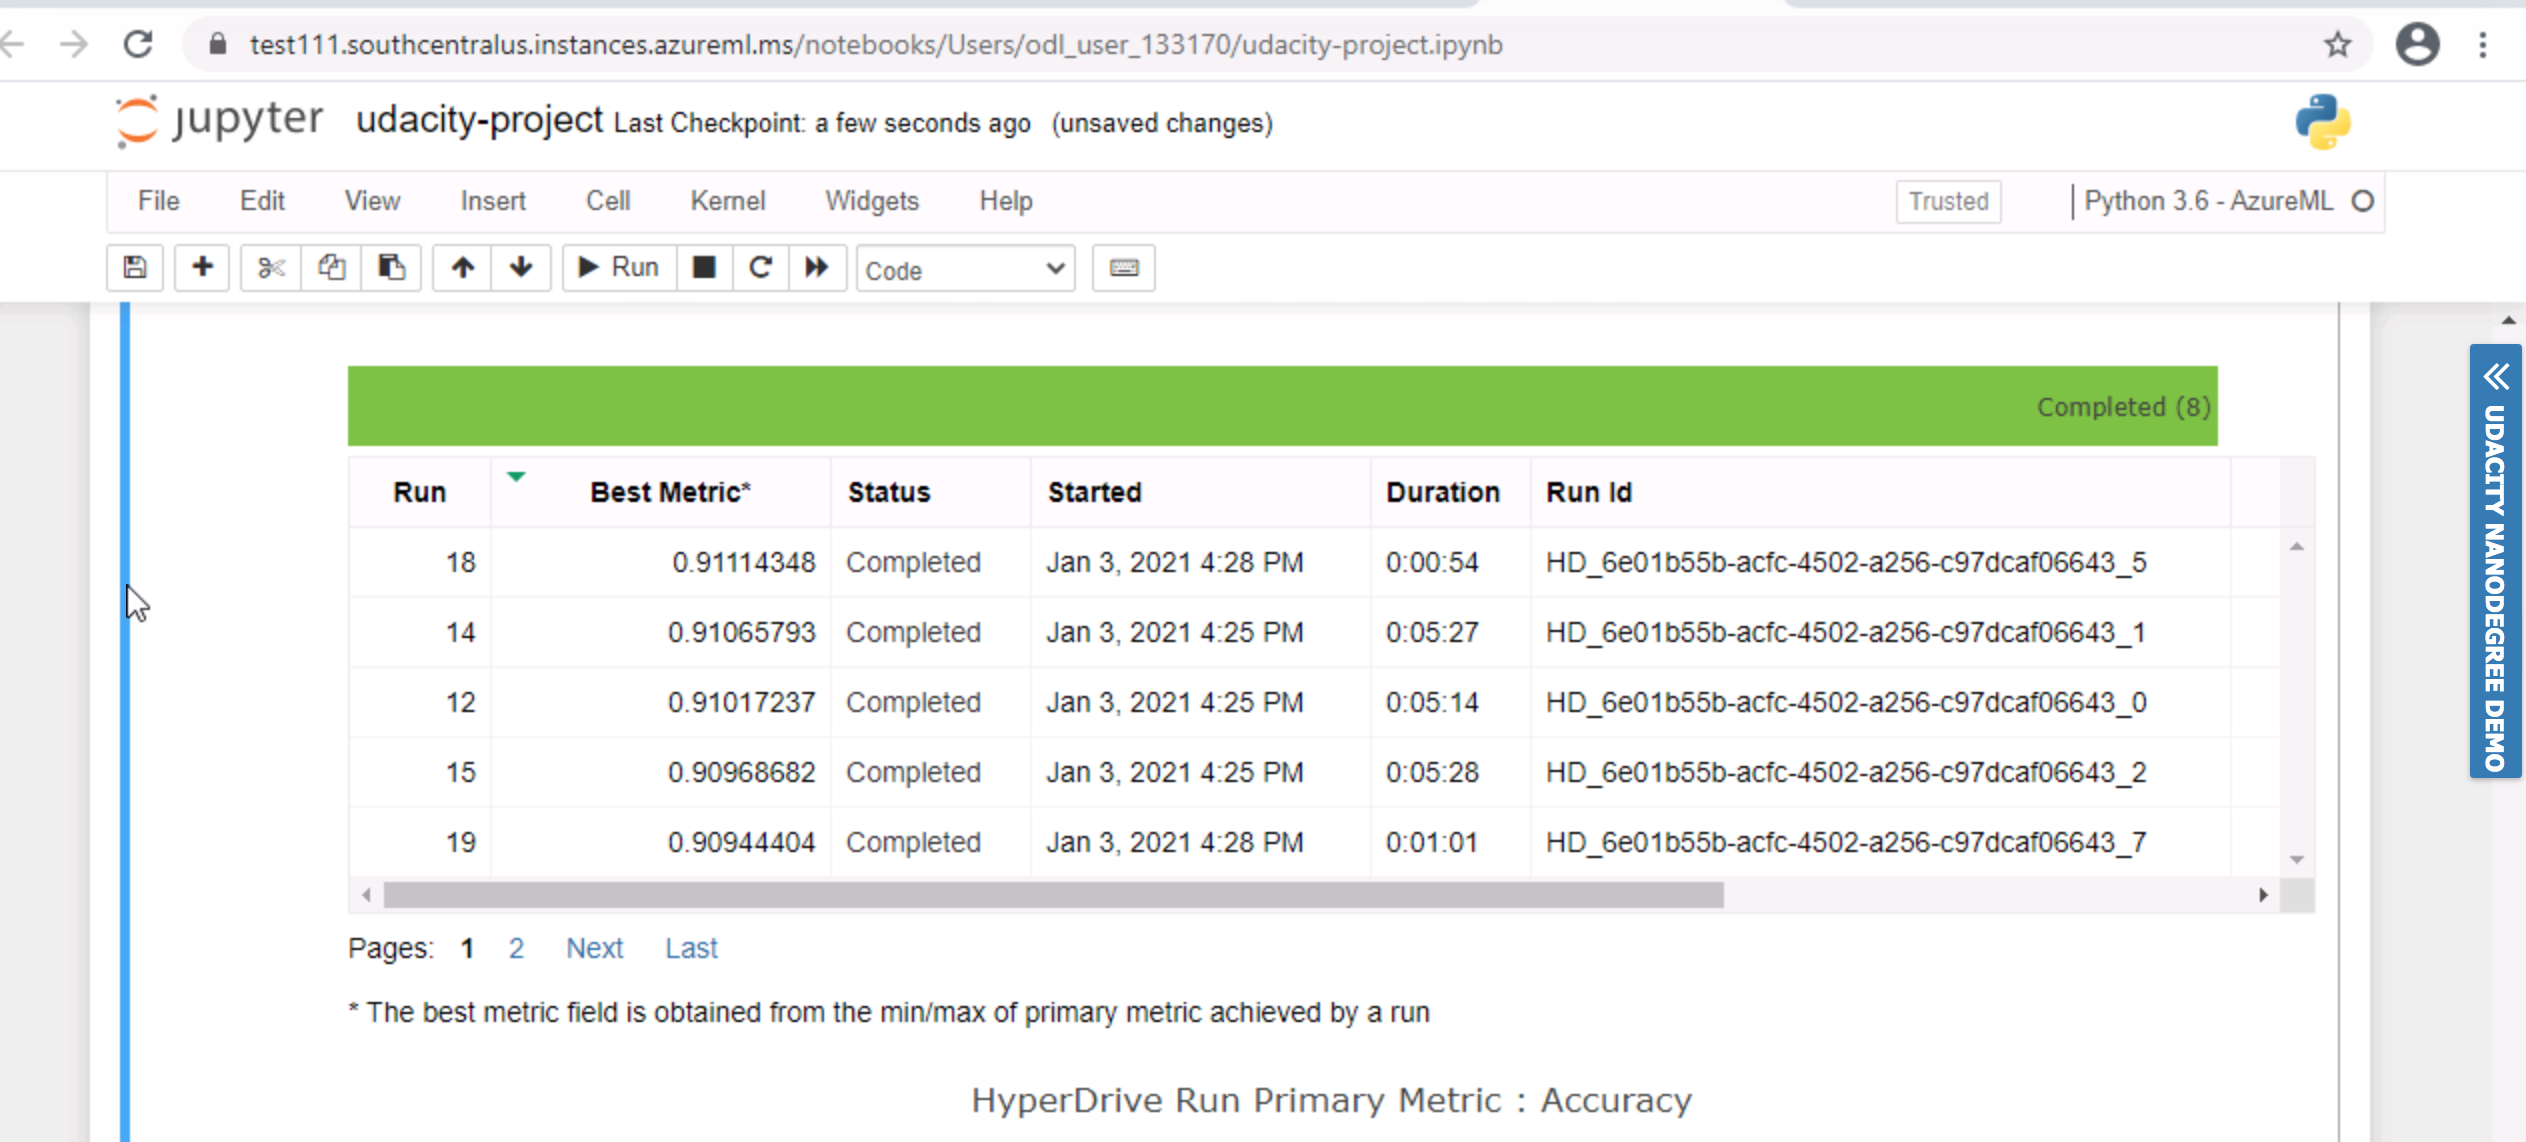 test111.southcentralus.instances.azureml.ms/notebooks/Users/odl_user_133170/udacity-project.ipynb
jupyter udacity-project Last Checkpoint: a few seconds ago (unsaved changes)
File Edit View Insert Cell Kernel Widgets Help Trusted Python 3.6 - AzureML
Run Code
Completed (8)
Run Best Metric* Status Started Duration Run Id
18 0.91114348 Completed Jan 3, 2021 4:28 PM 0:00:54 HD_6e01b55b-acfc-4502-a256-c97dcaf06643_5
14 0.91065793 Completed Jan 3, 2021 4:25 PM 0:05:27 HD_6e01b55b-acfc-4502-a256-c97dcaf06643_1
12 0.91017237 Completed Jan 3, 2021 4:25 PM 0:05:14 HD_6e01b55b-acfc-4502-a256-c97dcaf06643_0
15 0.90968682 Completed Jan 3, 2021 4:25 PM 0:05:28 HD_6e01b55b-acfc-4502-a256-c97dcaf06643_2
19 0.90944404 Completed Jan 3, 2021 4:28 PM 0:01:01 HD_6e01b55b-acfc-4502-a256-c97dcaf06643_7
Pages: 1 2 Next Last
* The best metric field is obtained from the min/max of primary metric achieved by a run
HyperDrive Run Primary Metric : Accuracy
UDACITY NANODEGREE DEMO